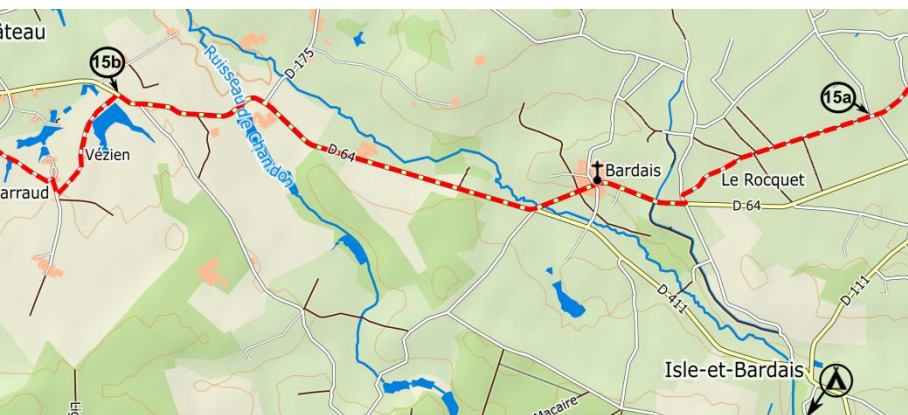 âteau
15b
D-175
Ruisseau de Chandon
15a
D 64
Vézien
Bardais
arraud
Le Rocquet
D-64
D-111
D-411
Isle-et-Bardais
Macaire
Lig